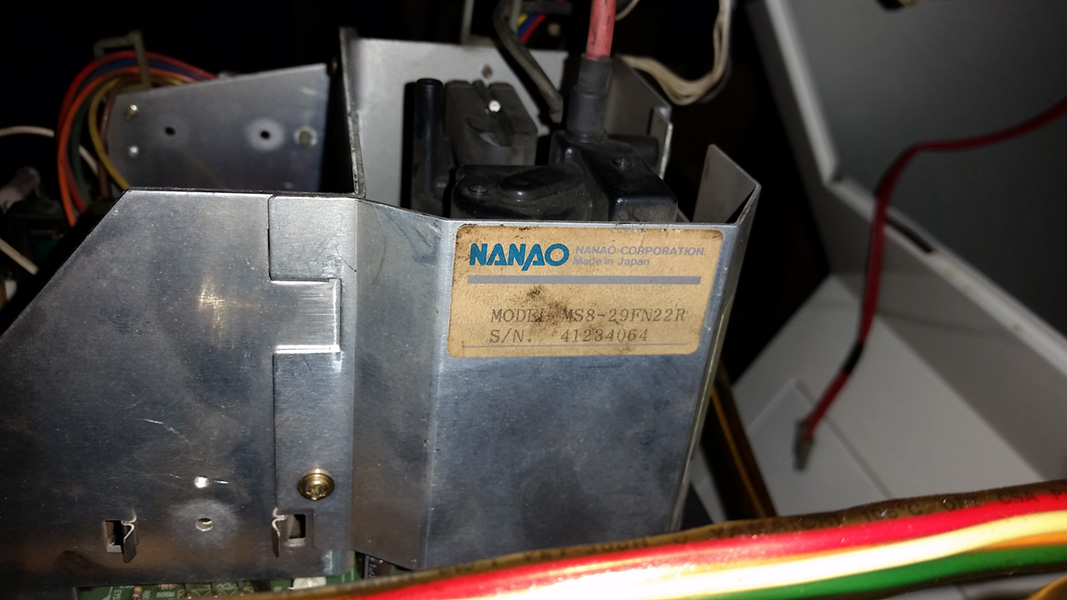 NANAO NANAO CORPORATION.
Made in Japan
MODEL MS8-29FN22R
S/N. 41234064